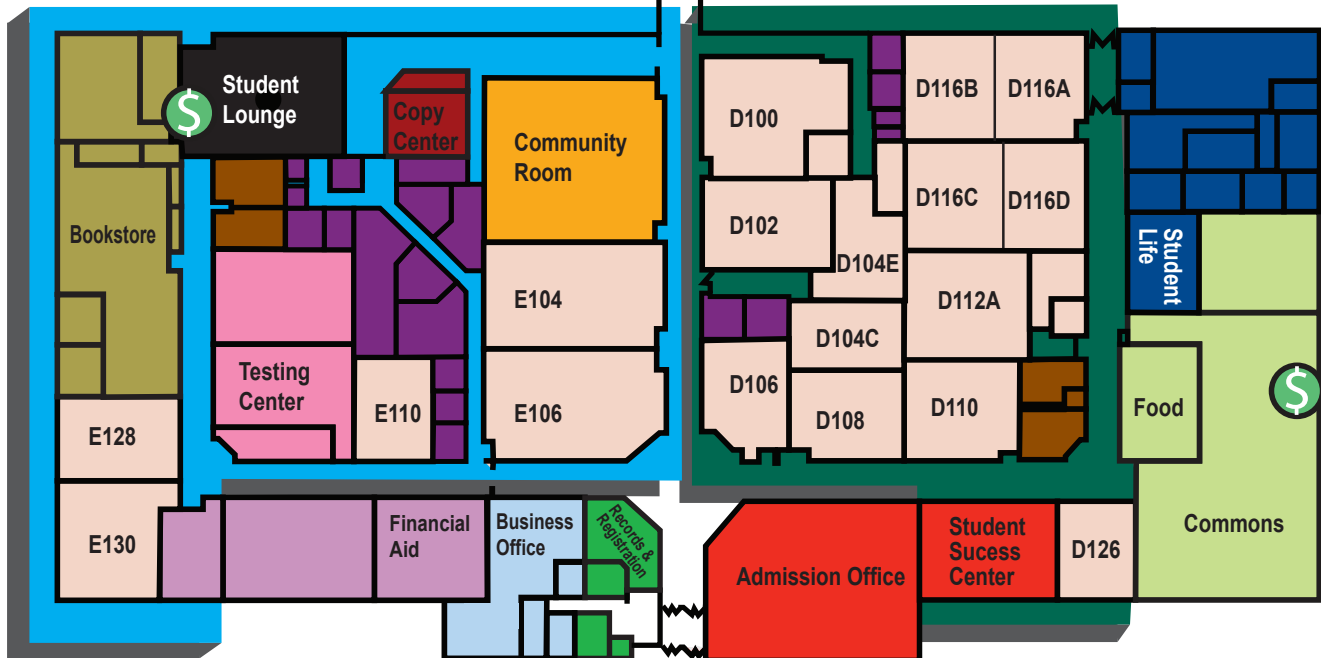 Student
Lounge
$
Copy
Center
Community
Room
Bookstore
E104
Testing
Center
E110
E106
E128
E130
Financial
Aid
Business
Office
Records &
Registration
D100
D116B
D116A
D102
D116C
D116D
D104E
D112A
D104C
D106
D108
D110
Student
Life
Food
$
Commons
Admission Office
Student
Sucess
Center
D126